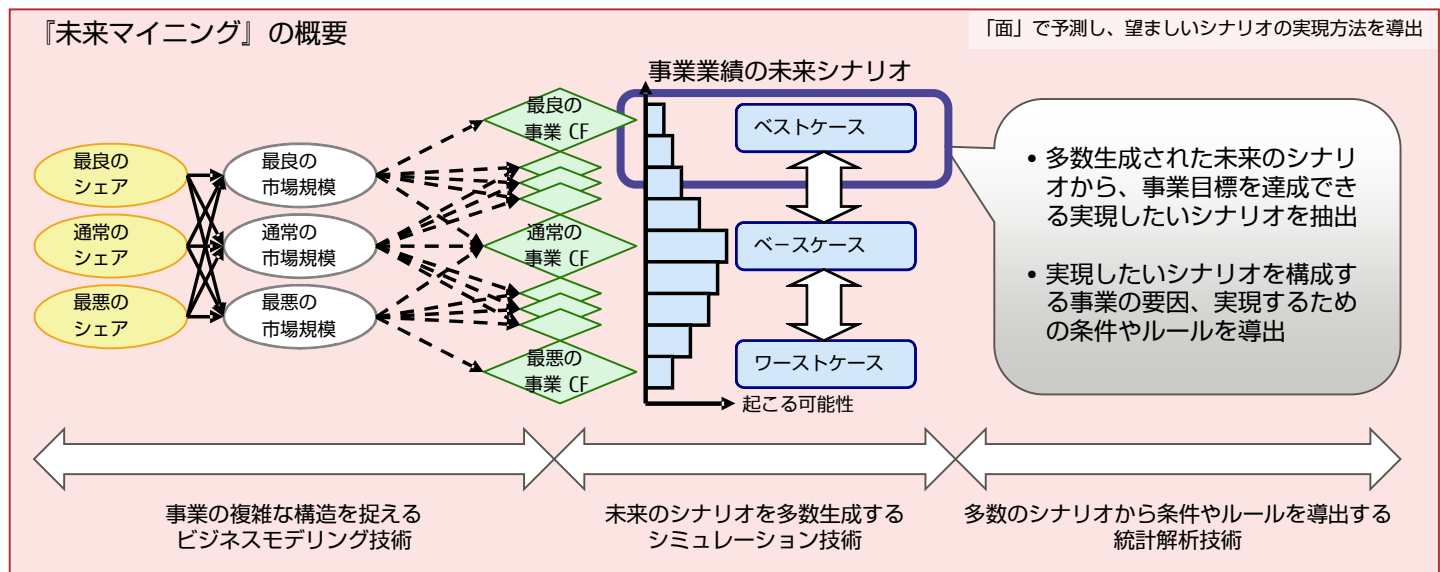 『未来マイニング』の概要
「面」で予測し、望ましいシナリオの実現方法を導出
事業業績の未来シナリオ
最良の
シェア
通常の
シェア
最悪の
シェア
最良の
市場規模
通常の
市場規模
最悪の
市場規模
最良の
事業 CF
通常の
事業 CF
最悪の
事業 CF
ベストケース
ベースケース
ワーストケース
起こる可能性
• 多数生成された未来のシナリ
オから、事業目標を達成でき
る実現したいシナリオを抽出
• 実現したいシナリオを構成す
る事業の要因、実現するため
の条件やルールを導出
事業の複雑な構造を捉える
ビジネスモデリング技術
未来のシナリオを多数生成する
シミュレーション技術
多数のシナリオから条件やルールを導出する
統計解析技術